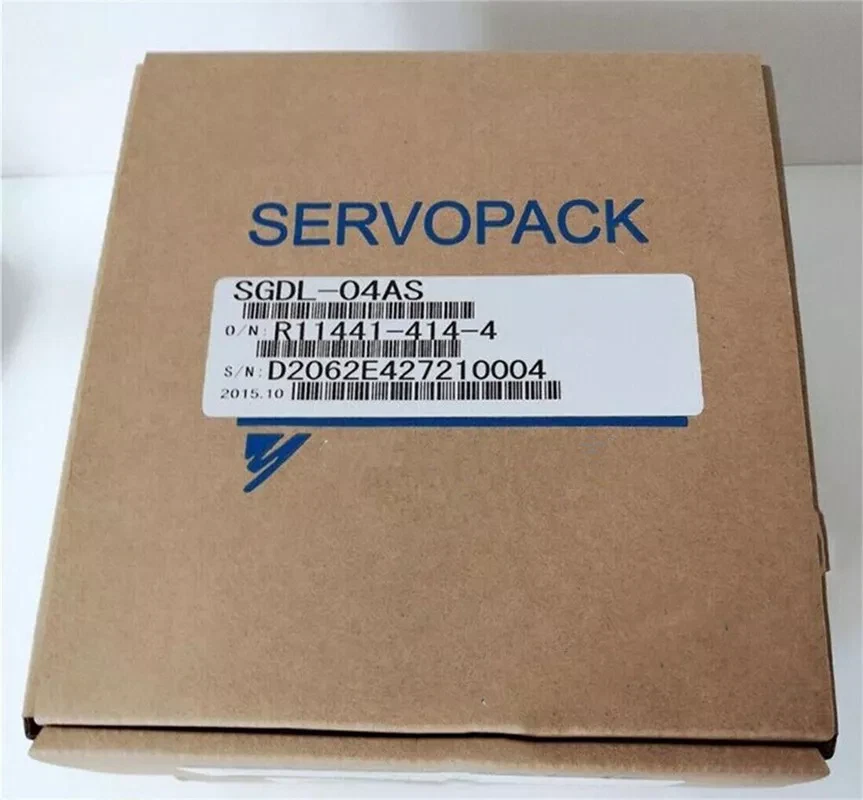 SERVOPACK
SGDL-04AS
O/N: R11441-414-4
S/N: D2062E427210004
2015.10